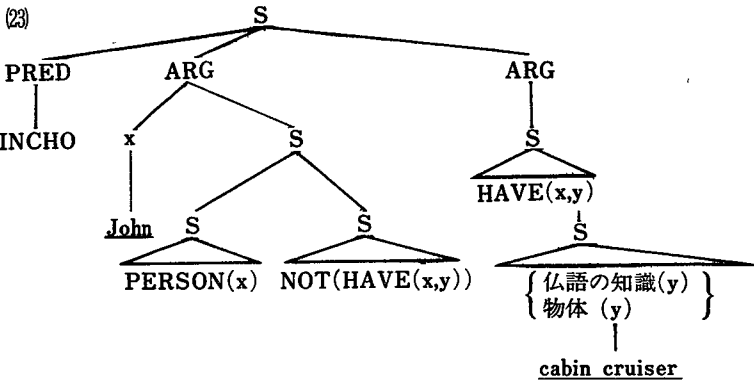 (23)
S
PRED ARG ARG
INCHO x S S
HAVE(x,y)
John S S S
PERSON(x) NOT(HAVE(x,y)) { 仏語の知識(y) }
物体 (y)
cabin cruiser